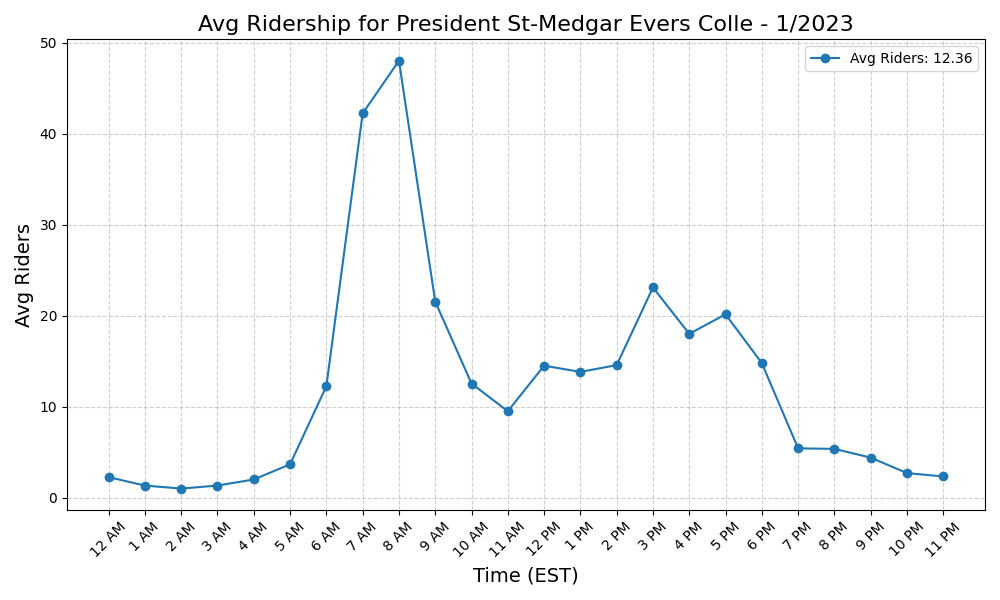 Avg Ridership for President St-Medgar Evers Colle - 1/2023
Avg Riders: 12.36
Avg Riders
50
40
30
20
10
0
12 AM
1 AM
2 AM
3 AM
4 AM
5 AM
6 AM
7 AM
8 AM
9 AM
10 AM
11 AM
12 PM
1 PM
2 PM
3 PM
4 PM
5 PM
6 PM
7 PM
8 PM
9 PM
10 PM
11 PM
Time (EST)